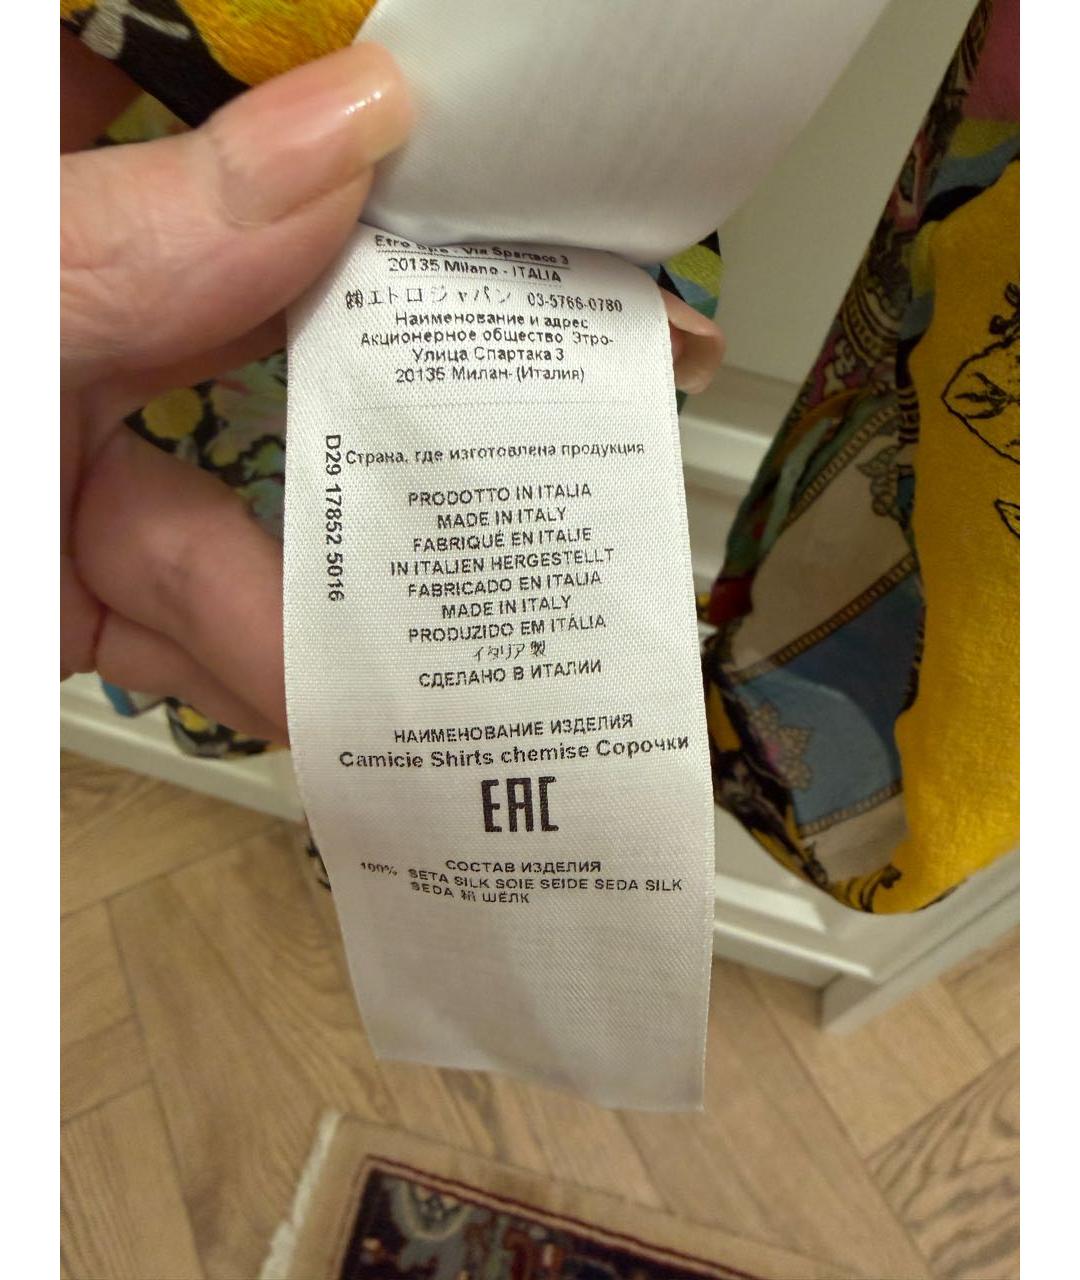 Etro Spa - Via Spartaco 3
20135 Milano - ITALIA
㈱エトロ ジャパン 03-5766-0780
Наименование и адрес
Акционерное общество Этро-
Улица Спартака 3
20135 Милан- (Италия)
D29 17852 5016
Страна, где изготовлена продукция
PRODOTTO IN ITALIA
MADE IN ITALY
FABRIQUÉ EN ITALIE
IN ITALIEN HERGESTELLT
FABRICADO EN ITALIA
MADE IN ITALY
PRODUZIDO EM ITÁLIA
イタリア製
СДЕЛАНО В ИТАЛИИ
НАИМЕНОВАНИЕ ИЗДЕЛИЯ
Camicie Shirts chemise Сорочки
EAC
СОСТАВ ИЗДЕЛИЯ
100% SETA SILK SOIE SEIDE SEDA SILK
SEDA 絹 ШЁЛК